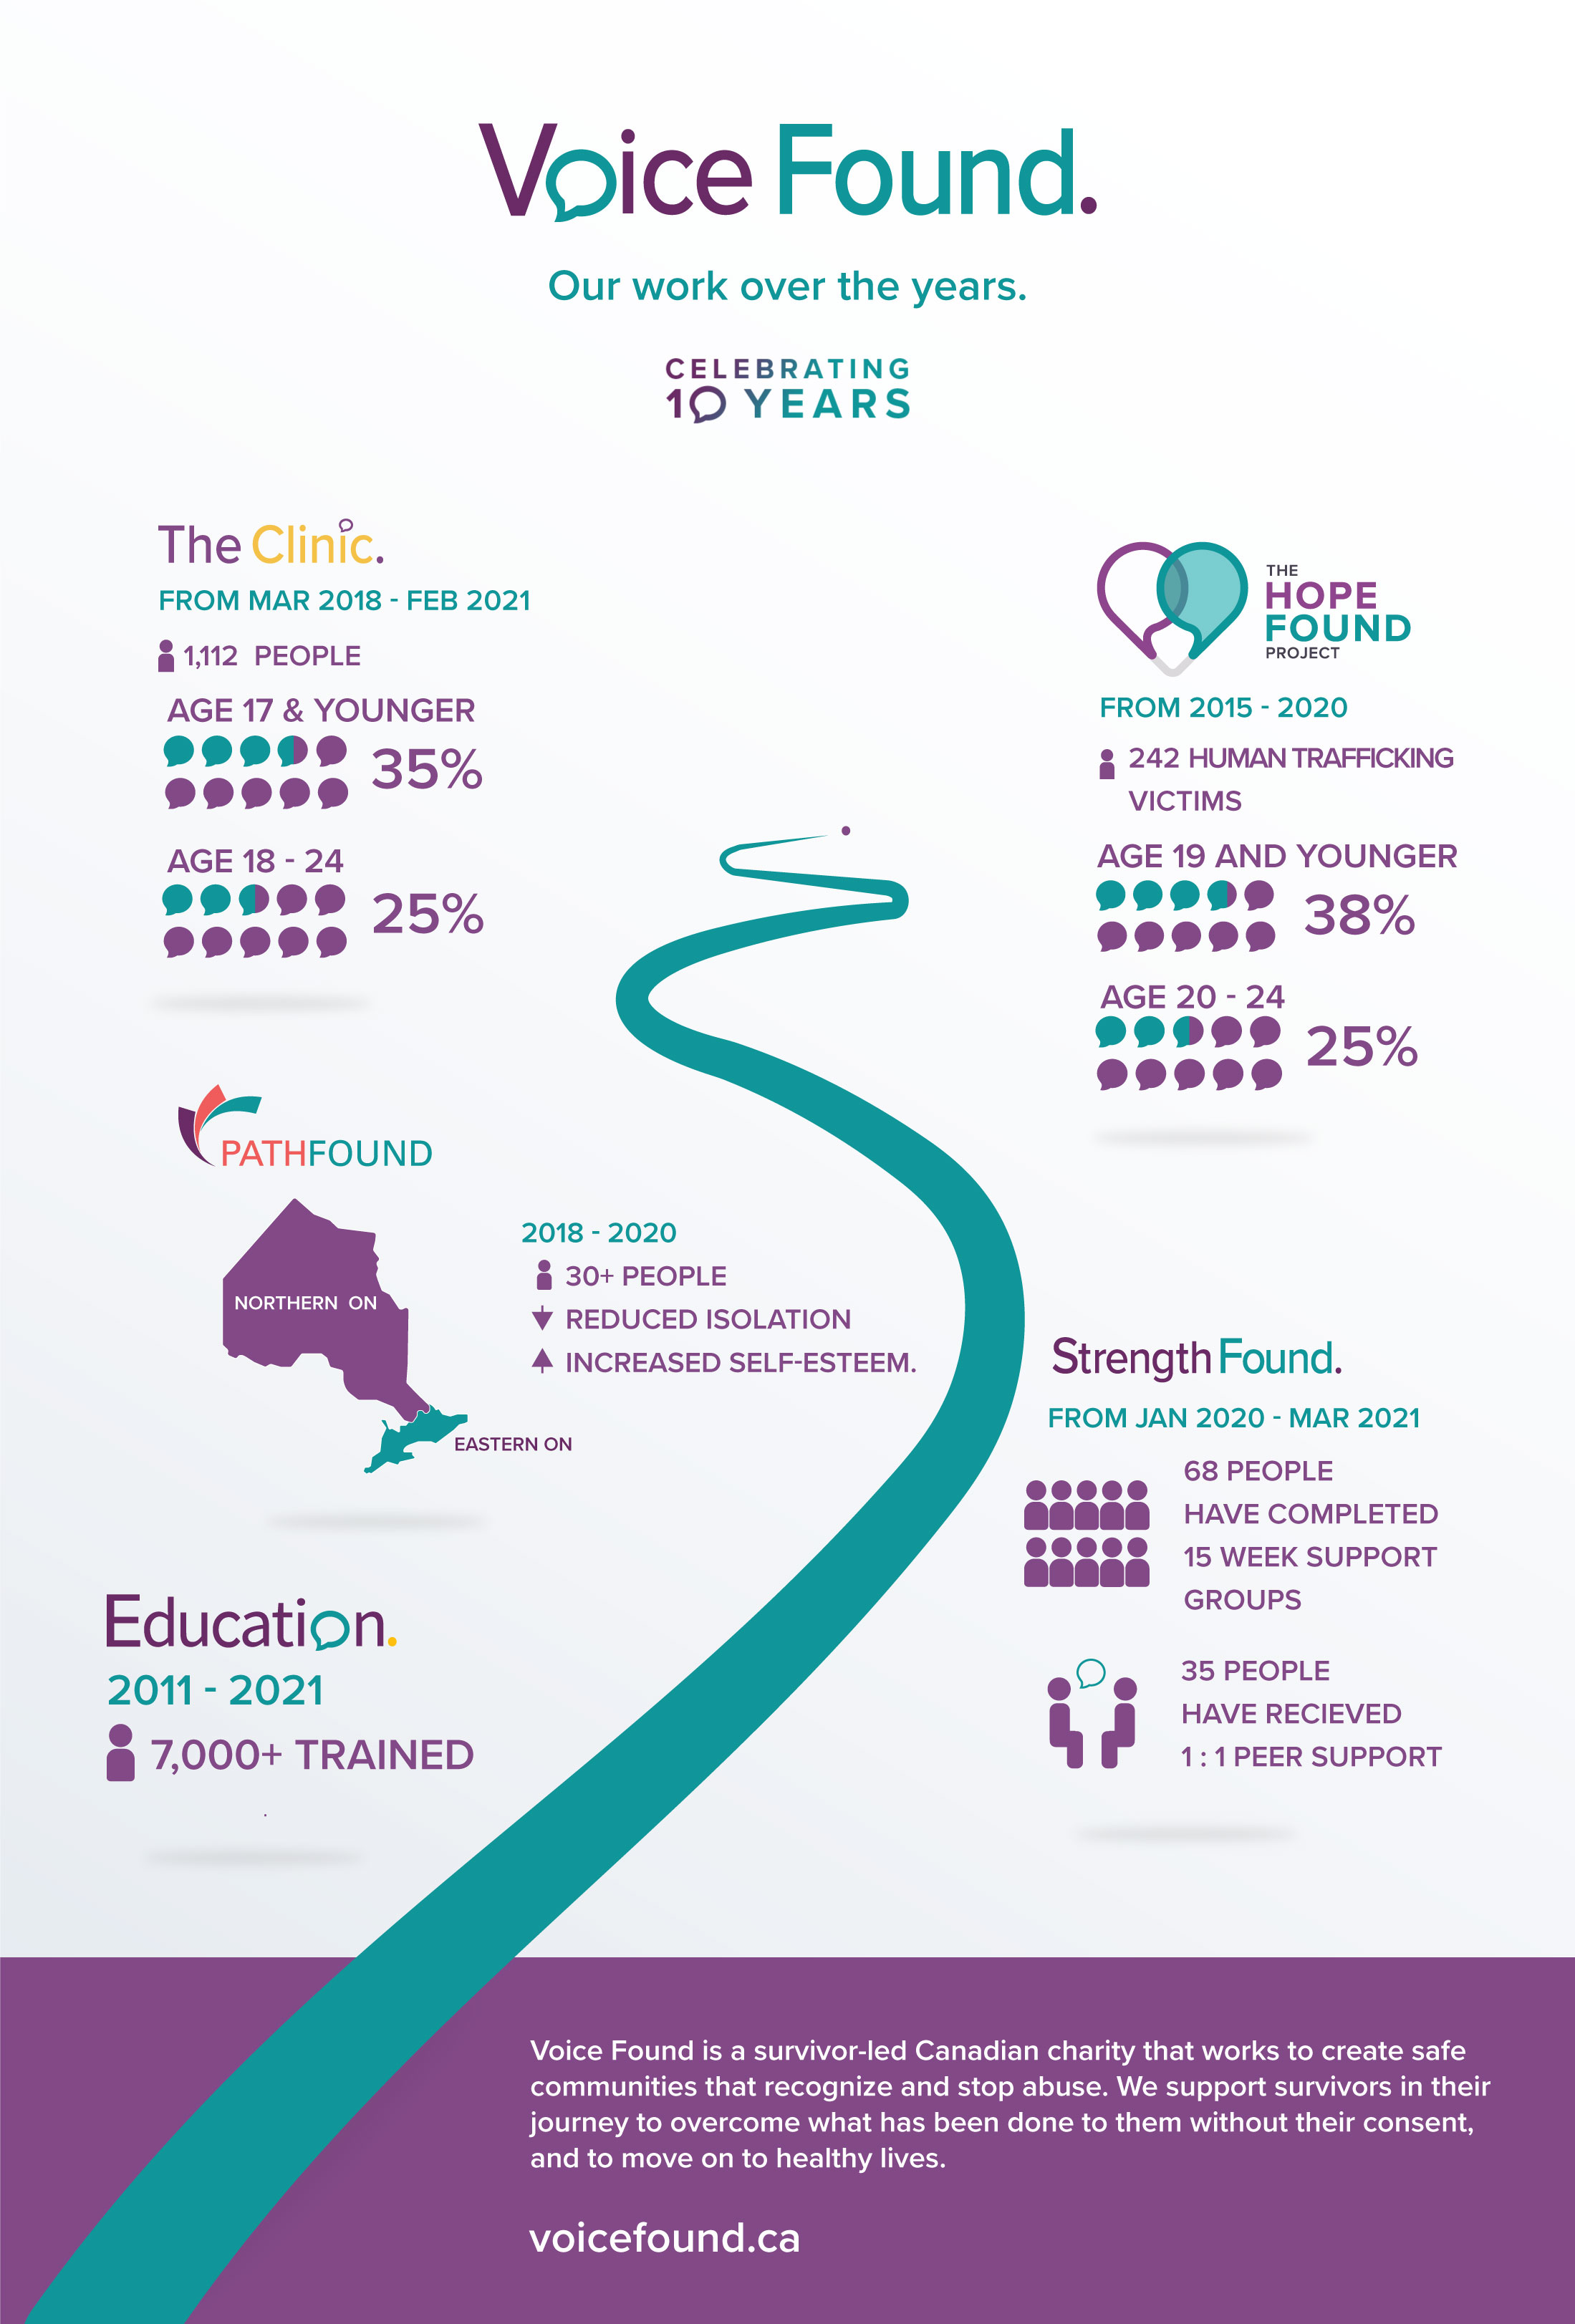 Voice Found.
Our work over the years.
CELEBRATING
10 YEARS
The Clinic.
FROM MAR 2018 - FEB 2021
1,112 PEOPLE
AGE 17 & YOUNGER
35%
AGE 18 - 24
25%
THE
HOPE
FOUND
PROJECT
FROM 2015 - 2020
242 HUMAN TRAFFICKING
VICTIMS
AGE 19 AND YOUNGER
38%
AGE 20 - 24
25%
PATHFOUND
NORTHERN ON
EASTERN ON
2018 - 2020
30+ PEOPLE
REDUCED ISOLATION
INCREASED SELF-ESTEEM.
Strength Found.
FROM JAN 2020 - MAR 2021
68 PEOPLE
HAVE COMPLETED
15 WEEK SUPPORT
GROUPS
35 PEOPLE
HAVE RECIEVED
1 : 1 PEER SUPPORT
Education.
2011 - 2021
7,000+ TRAINED
Voice Found is a survivor-led Canadian charity that works to create safe
communities that recognize and stop abuse. We support survivors in their
journey to overcome what has been done to them without their consent,
and to move on to healthy lives.
voicefound.ca